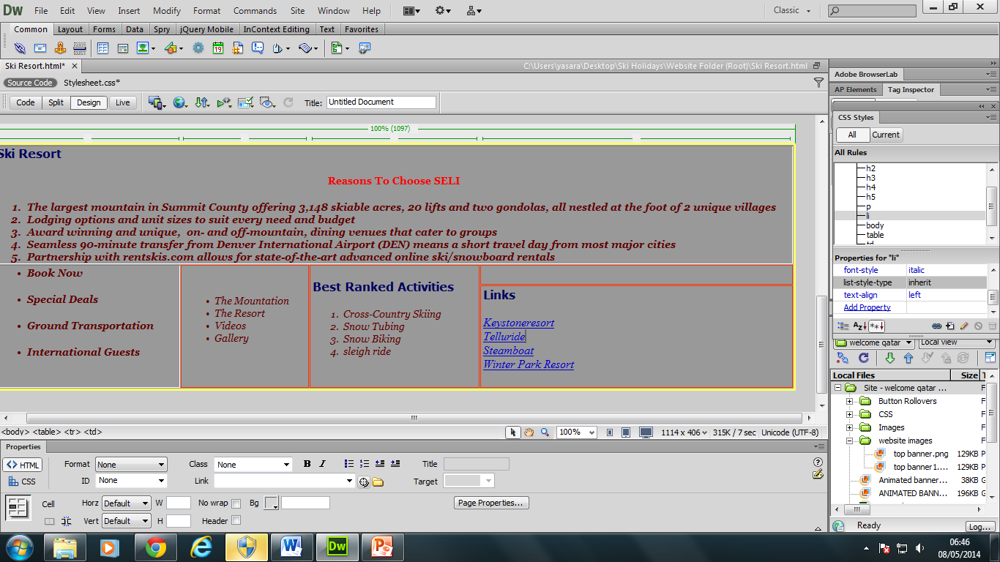 Dw File Edit View Insert Modify Format Commands Site Window Help Classic
Common Layout Forms Data Spry jQuery Mobile InContext Editing Text Favorites
19
Ski Resort.html* C:\Users\yasara\Desktop\Ski Holidays\Website Folder (Root)\Ski Resort.html
Source Code Stylesheet.css*
Code Split Design Live Title: Untitled Document
100% (1097)
Ski Resort
Reasons To Choose SELI
1. The largest mountain in Summit County offering 3,148 skiable acres, 20 lifts and two gondolas, all nestled at the foot of 2 unique villages
2. Lodging options and unit sizes to suit every need and budget
3. Award winning and unique, on- and off-mountain, dining venues that cater to groups
4. Seamless 90-minute transfer from Denver International Airport (DEN) means a short travel day from most major cities
5. Partnership with rentskis.com allows for state-of-the-art advanced online ski/snowboard rentals
• Book Now
• Special Deals
• Ground Transportation
• International Guests
• The Mountation
• The Resort
• Videos
• Gallery
Best Ranked Activities
1. Cross-Country Skiing
2. Snow Tubing
3. Snow Biking
4. sleigh ride
Links
Keystoneresort
Telluride
Steamboat
Winter Park Resort
<body> <table> <tr> <td> 100% 1114 x 406 315K / 7 sec Unicode (UTF-8)
Properties
<> HTML Format None Class None B I Title
CSS ID None Link Target
Cell Horz Default W No wrap Bg Page Properties...
Vert Default H Header
Adobe BrowserLab
AP Elements Tag Inspector
CSS Styles
All Current
All Rules
h2
h3
h4
h5
p
li
body
table
td
Properties for "li"
font-style italic
list-style-type inherit
text-align left
Add Property
welcome qatar Local view
Local Files Size T
Site - welcome qatar ... F
Button Rollovers F
CSS F
Images F
website images F
top banner.png 129KB P
top banner1.... 129KB P
Animated banner... 38KB G
ANIMATED BANN... 196KB G
Ready Log...
W Dw P
06:46
08/05/2014